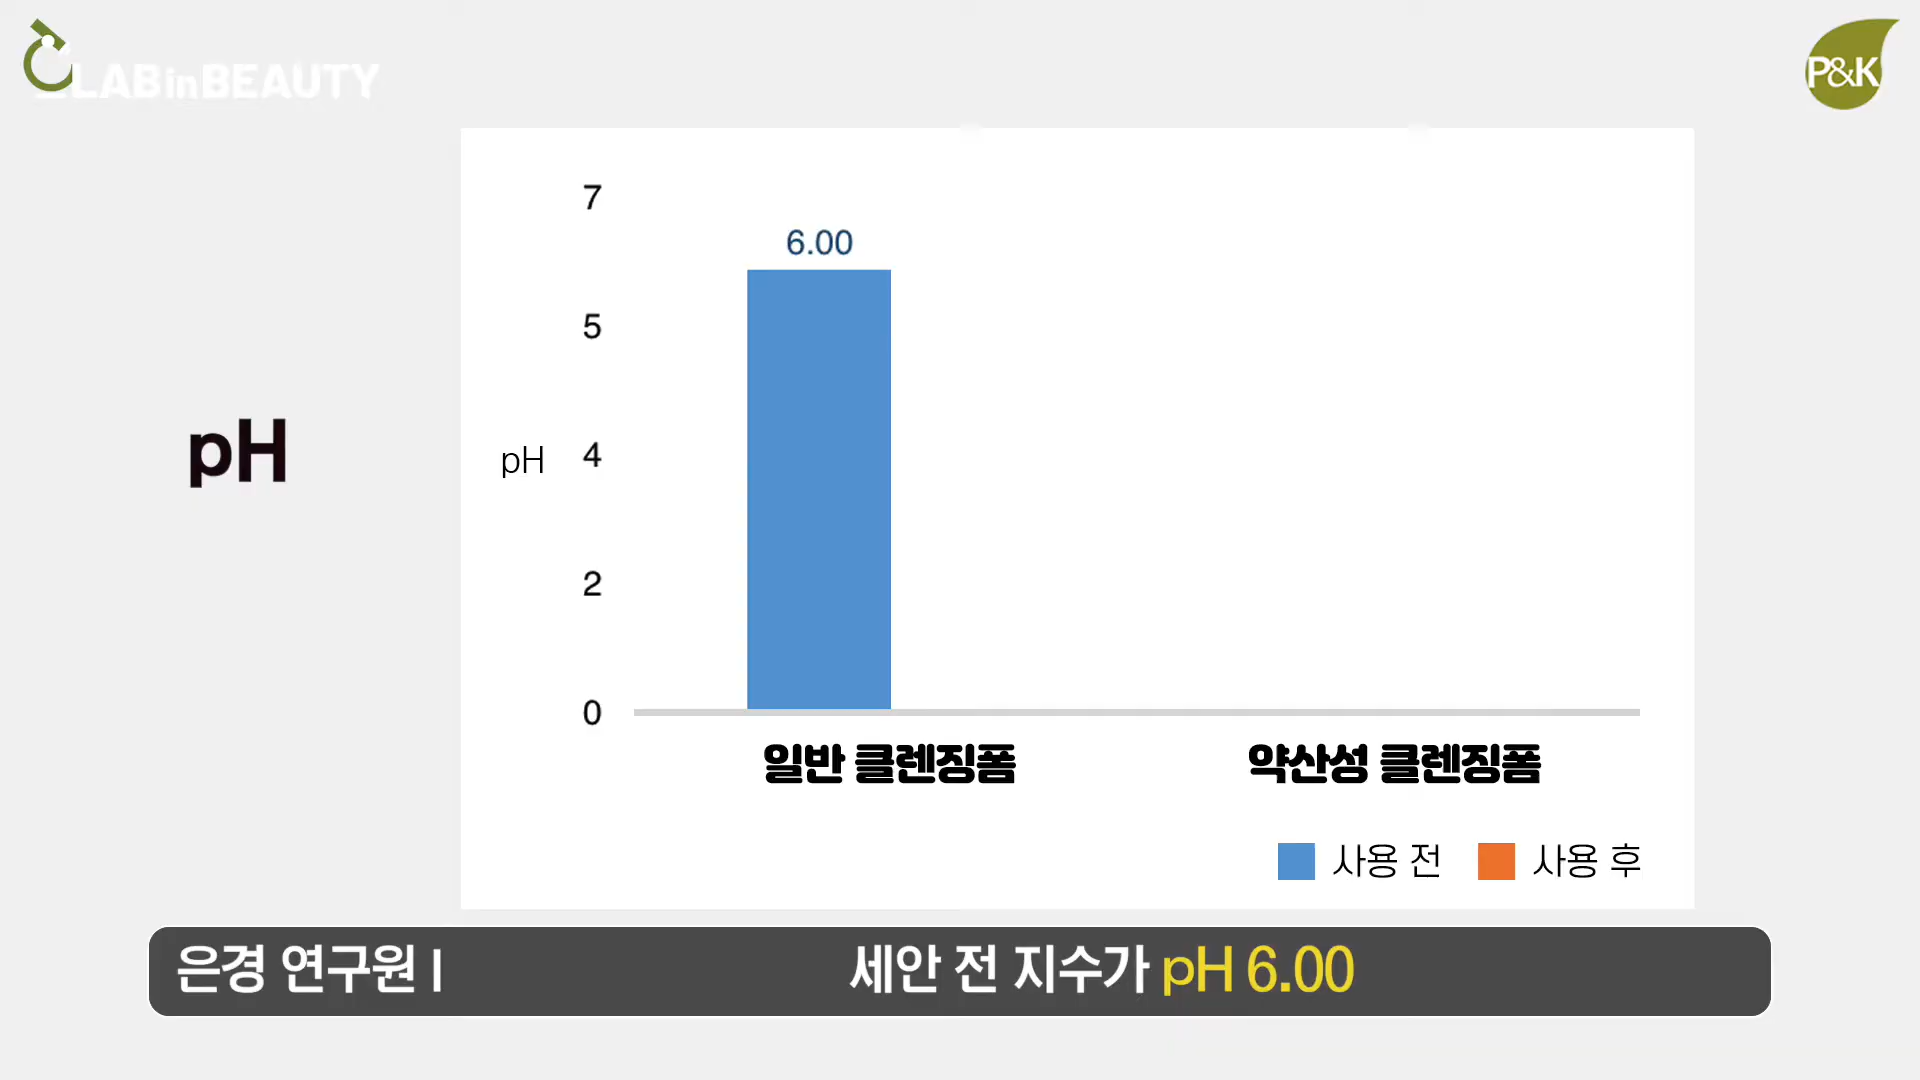 LABinBEAUTY
P&K
pH
7
6.00
5
pH
4
2
0
일반 클렌징폼
약산성 클렌징폼
사용 전
사용 후
은경 연구원 | 세안 전 지수가 pH 6.00